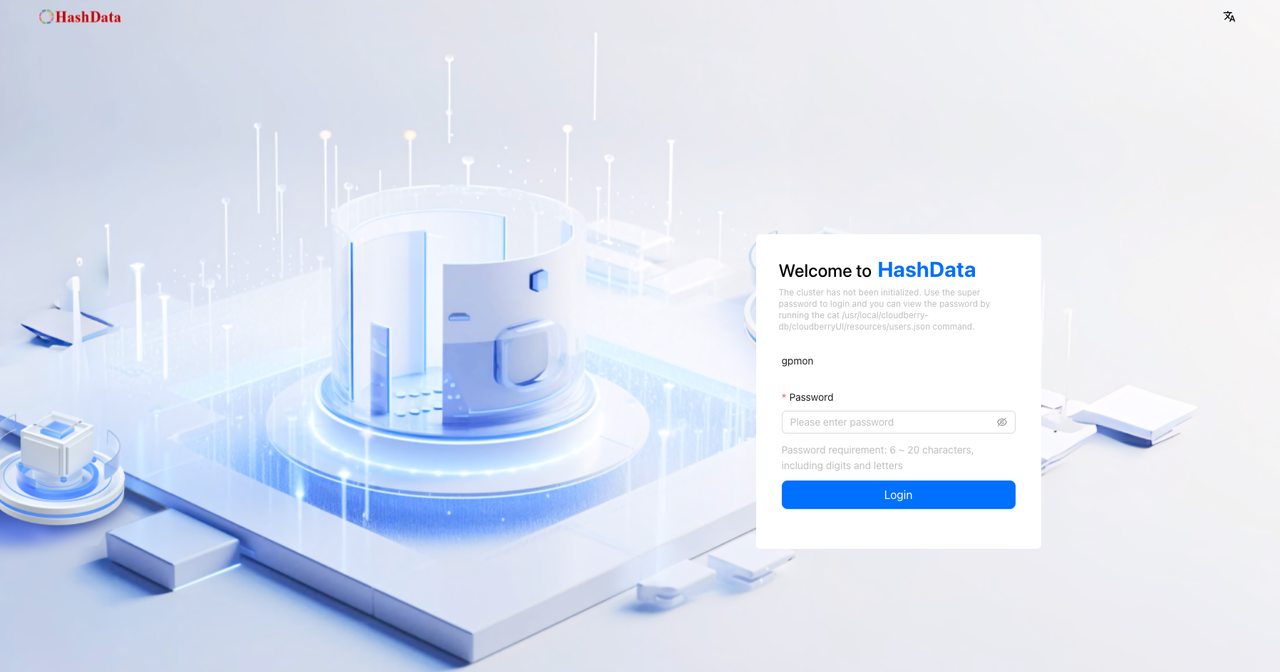 HashData
Welcome to HashData
The cluster has not been initialized. Use the super
password to login and you can view the password by
running the cat /usr/local/cloudberry-
db/cloudberryUI/resources/users.json command.
gpmon
* Password
Please enter password
Password requirement: 6 ~ 20 characters,
including digits and letters
Login